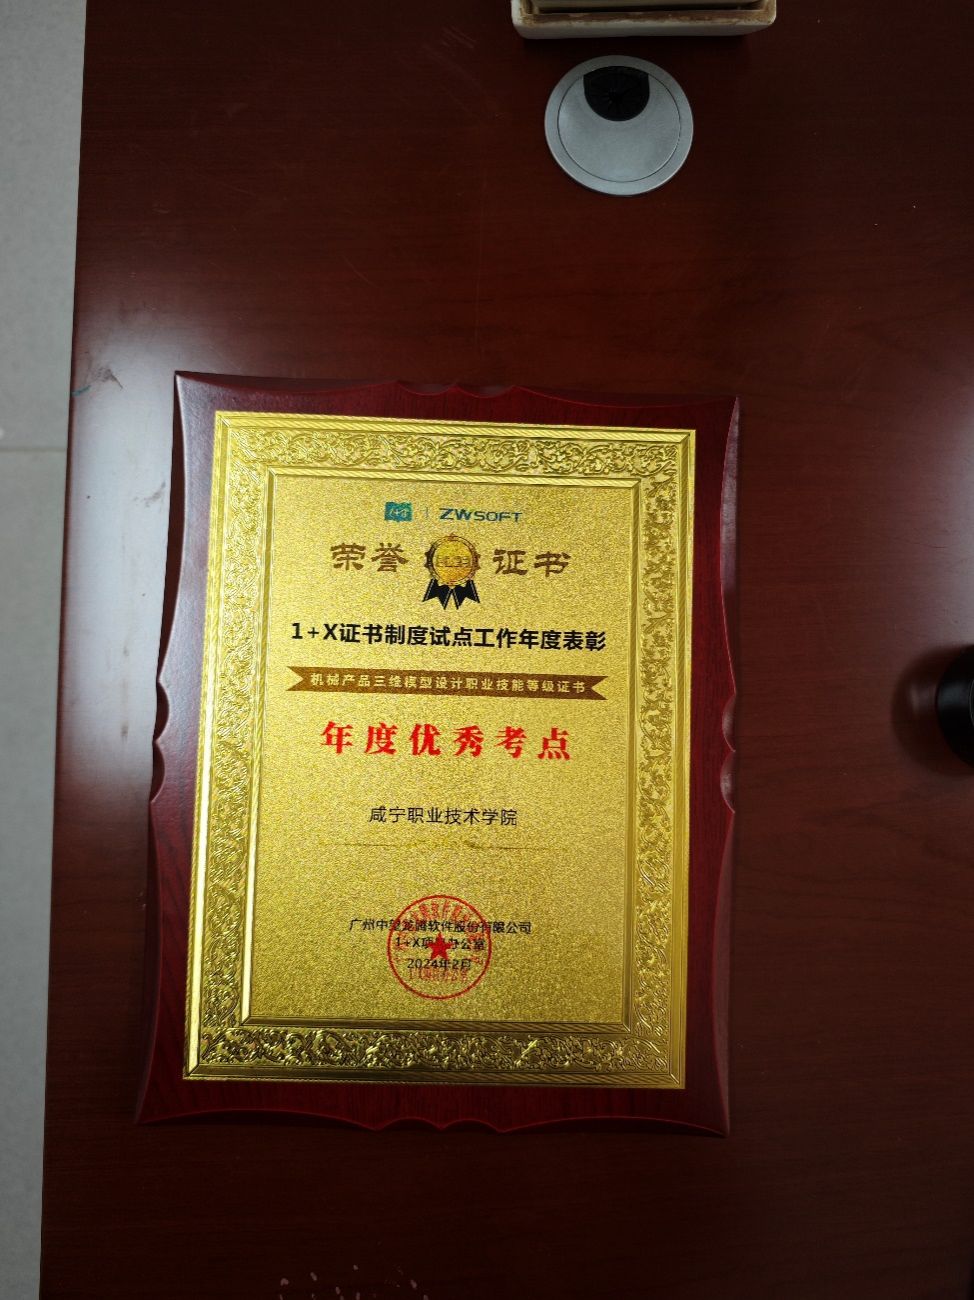 1+X ZWSOFT
荣誉 证书
1+X证书制度试点工作年度表彰
机械产品三维模型设计职业技能等级证书
年度优秀考点
咸宁职业技术学院
广州中望龙腾软件股份有限公司
1+X项目办公室
2024年2月